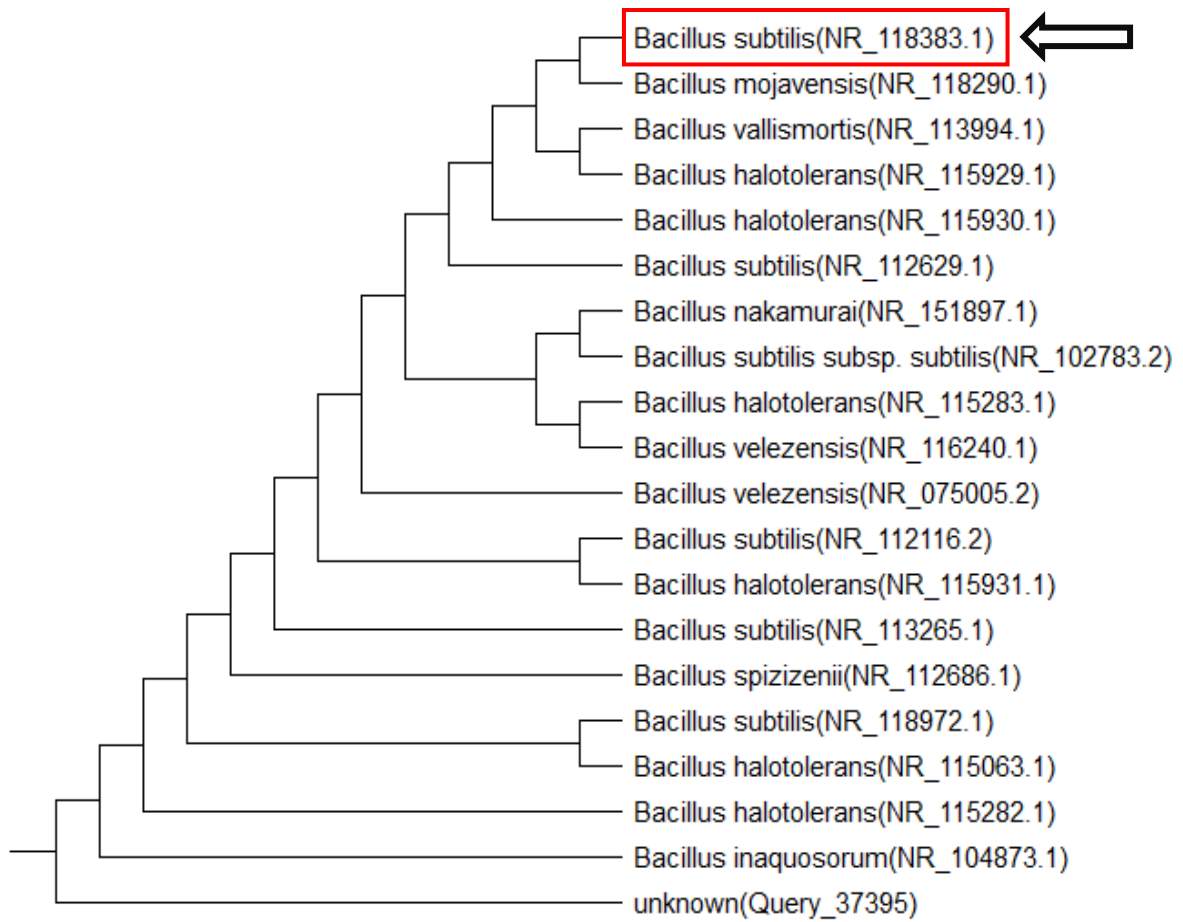 Bacillus subtilis(NR_118383.1)
Bacillus mojavensis(NR_118290.1)
Bacillus vallismortis(NR_113994.1)
Bacillus halotolerans(NR_115929.1)
Bacillus halotolerans(NR_115930.1)
Bacillus subtilis(NR_112629.1)
Bacillus nakamurai(NR_151897.1)
Bacillus subtilis subsp. subtilis(NR_102783.2)
Bacillus halotolerans(NR_115283.1)
Bacillus velezensis(NR_116240.1)
Bacillus velezensis(NR_075005.2)
Bacillus subtilis(NR_112116.2)
Bacillus halotolerans(NR_115931.1)
Bacillus subtilis(NR_113265.1)
Bacillus spizizenii(NR_112686.1)
Bacillus subtilis(NR_118972.1)
Bacillus halotolerans(NR_115063.1)
Bacillus halotolerans(NR_115282.1)
Bacillus inaquosorum(NR_104873.1)
unknown(Query_37395)